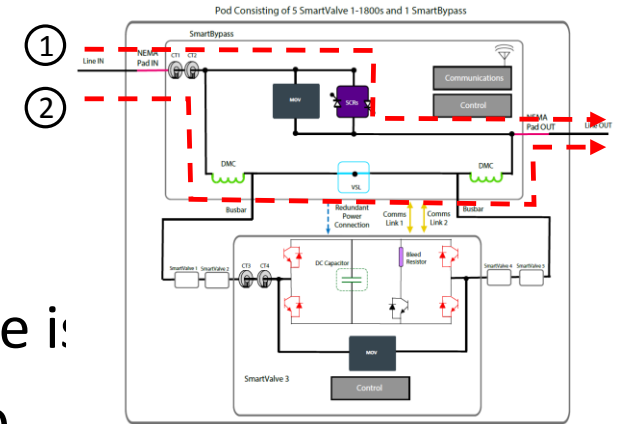 Pod Consisting of 5 SmartValve 1-1800s and 1 SmartBypass
SmartBypass
1
NEMA
Pad IN
CT1 CT2
Line IN
Communications
MOV
SCRs
Control
2
NEMA
Pad OUT
Line OUT
DMC
DMC
VSL
Busbar
Redundant
Power
Connection
Comms
Link 1
Comms
Link 2
Busbar
SmartValve 1
SmartValve 2
CT3 CT4
DC Capacitor
Bleed
Resistor
SmartValve 4
SmartValve 5
MOV
SmartValve 3
Control
e is